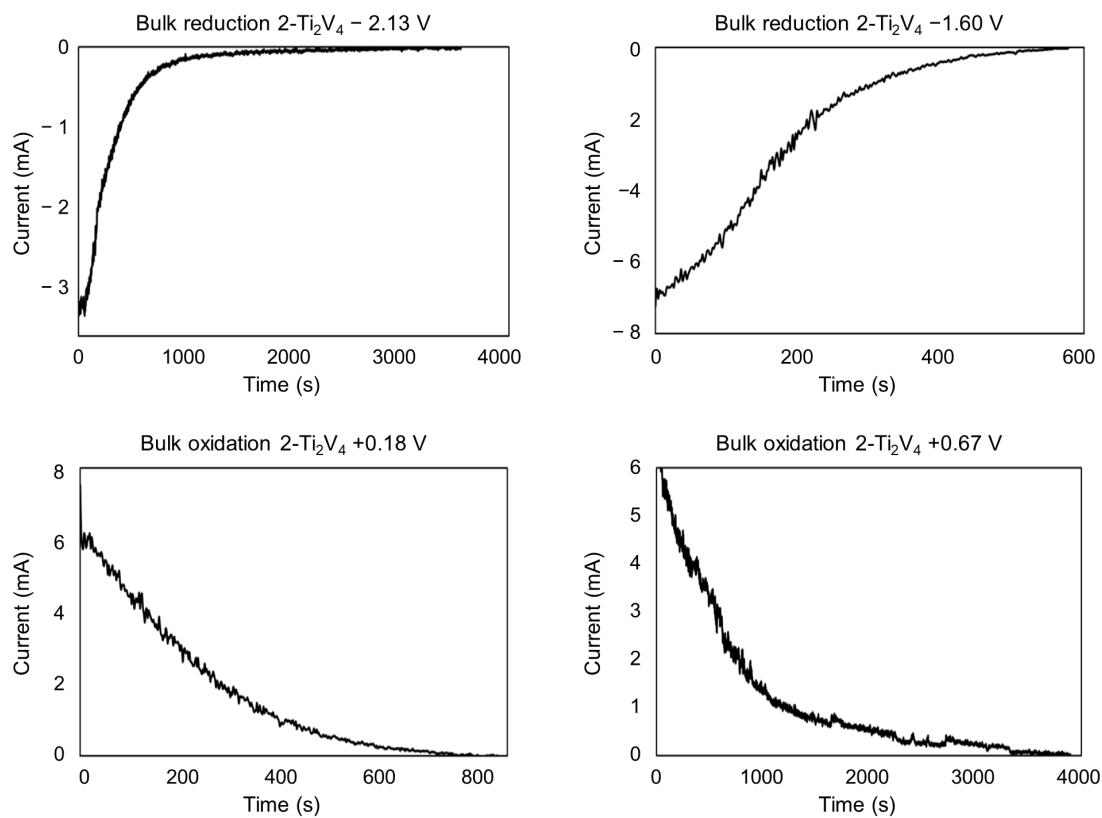 Bulk reduction 2-Ti₂V₄ − 2.13 V
0
− 1
− 2
− 3
Current (mA)
0 1000 2000 3000 4000
Time (s)
Bulk reduction 2-Ti₂V₄ −1.60 V
0
2
−4
− 6
− 8
Current (mA)
0 200 400 600
Time (s)
Bulk oxidation 2-Ti₂V₄ +0.18 V
8
6
4
2
0
Current (mA)
0 200 400 600 800
Time (s)
Bulk oxidation 2-Ti₂V₄ +0.67 V
6
5
4
3
2
1
0
Current (mA)
0 1000 2000 3000 4000
Time (s)